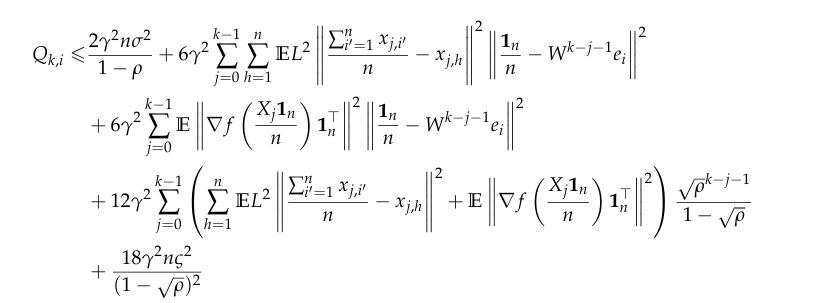 $Q_{k,i} \leqslant \frac{2\gamma^2 n\sigma^2}{1-\rho} + 6\gamma^2 \sum_{j=0}^{k-1} \sum_{h=1}^{n} \mathbb{E}L^2 \left\| \frac{\sum_{i'=1}^{n} x_{j,i'}}{n} - x_{j,h} \right\|^2 \left\| \frac{\mathbf{1}_n}{n} - W^{k-j-1} e_i \right\|^2$
$+ 6\gamma^2 \sum_{j=0}^{k-1} \mathbb{E} \left\| \nabla f \left( \frac{X_j \mathbf{1}_n}{n} \right) \mathbf{1}_n^\top \right\|^2 \left\| \frac{\mathbf{1}_n}{n} - W^{k-j-1} e_i \right\|^2$
$+ 12\gamma^2 \sum_{j=0}^{k-1} \left( \sum_{h=1}^{n} \mathbb{E}L^2 \left\| \frac{\sum_{i'=1}^{n} x_{j,i'}}{n} - x_{j,h} \right\|^2 + \mathbb{E} \left\| \nabla f \left( \frac{X_j \mathbf{1}_n}{n} \right) \mathbf{1}_n^\top \right\|^2 \right) \frac{\sqrt{\rho}^{k-j-1}}{1-\sqrt{\rho}}$
$+ \frac{18\gamma^2 n\varsigma^2}{(1-\sqrt{\rho})^2}$